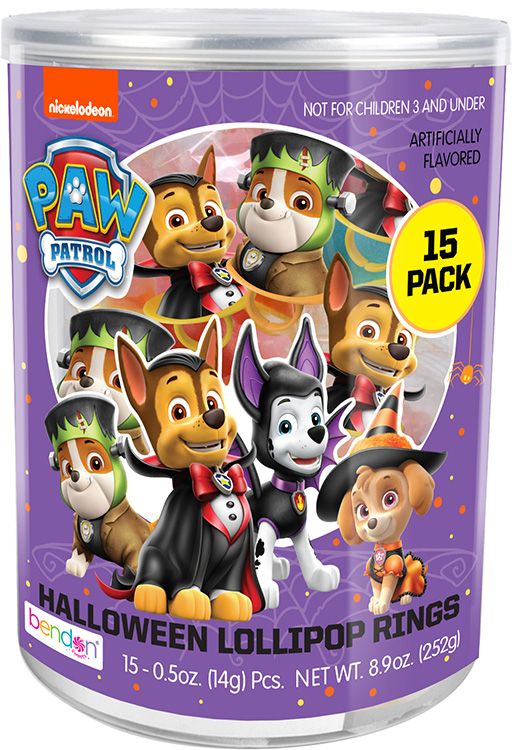 nickelodeon
NOT FOR CHILDREN 3 AND UNDER
ARTIFICIALLY
FLAVORED
PAW
PATROL
15
PACK
HALLOWEEN LOLLIPOP RINGS
bendon
15 - 0.5oz. (14g) Pcs. NET WT. 8.9oz. (252g)